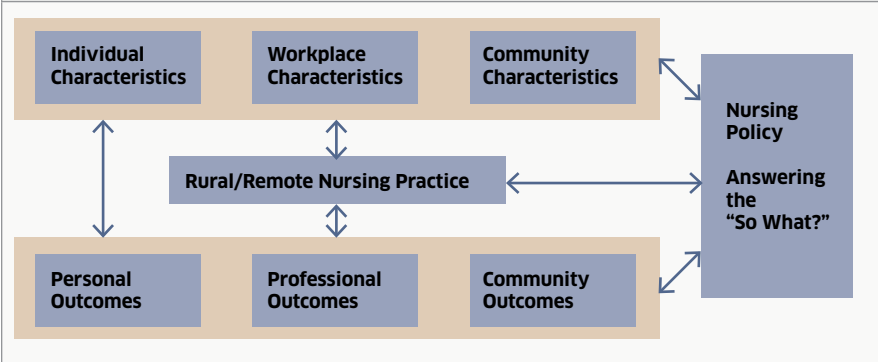 Individual
Characteristics
Workplace
Characteristics
Community
Characteristics
Nursing
Policy
Answering
the
“So What?”
Rural/Remote Nursing Practice
Personal
Outcomes
Professional
Outcomes
Community
Outcomes